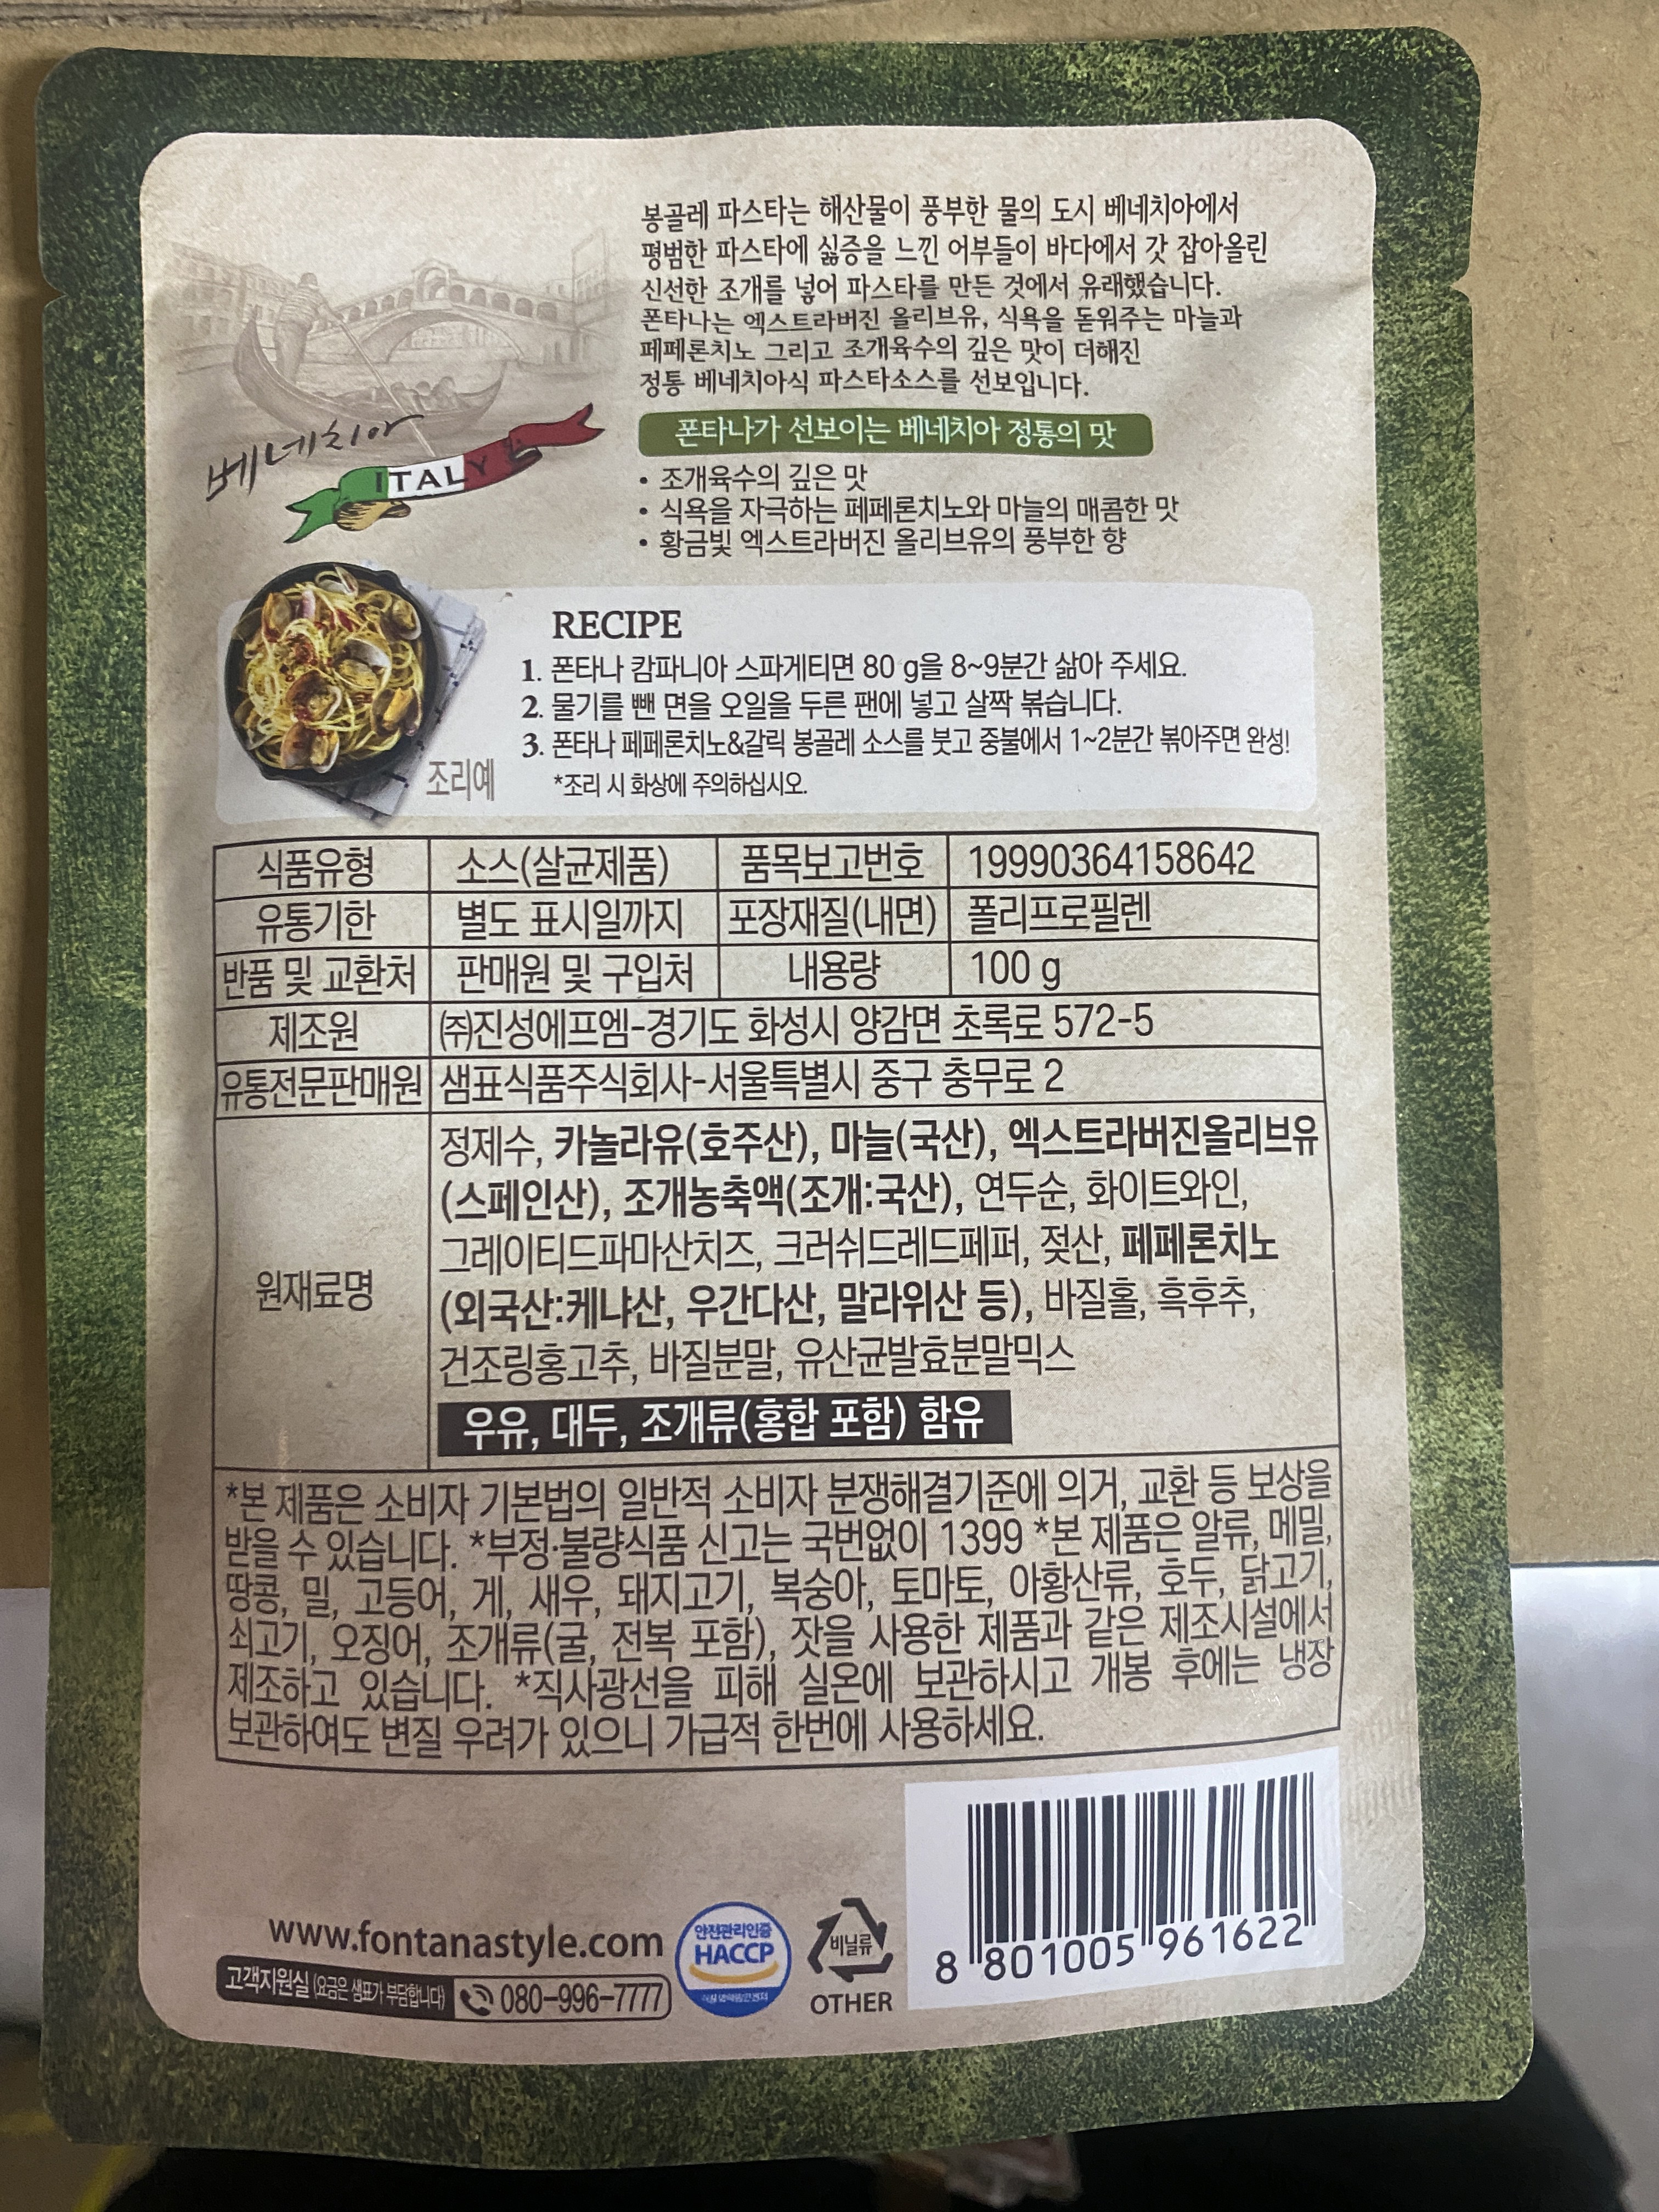 봉골레 파스타는 해산물이 풍부한 물의 도시 베네치아에서
평범한 파스타에 싫증을 느낀 어부들이 바다에서 갓 잡아올린
신선한 조개를 넣어 파스타를 만든 것에서 유래했습니다.
폰타나는 엑스트라버진 올리브유, 식욕을 돋워주는 마늘과
페페론치노 그리고 조개육수의 깊은 맛이 더해진
정통 베네치아식 파스타소스를 선보입니다.
베네치아
ITALY
폰타나가 선보이는 베네치아 정통의 맛
• 조개육수의 깊은 맛
• 식욕을 자극하는 페페론치노와 마늘의 매콤한 맛
• 황금빛 엑스트라버진 올리브유의 풍부한 향
RECIPE
1. 폰타나 캄파니아 스파게티면 80 g을 8~9분간 삶아 주세요.
2. 물기를 뺀 면을 오일을 두른 팬에 넣고 살짝 볶습니다.
3. 폰타나 페페론치노&갈릭 봉골레 소스를 붓고 중불에서 1~2분간 볶아주면 완성!
*조리 시 화상에 주의하십시오.
조리예
식품유형 소스(살균제품) 품목보고번호 19990364158642
유통기한 별도 표시일까지 포장재질(내면) 폴리프로필렌
반품 및 교환처 판매원 및 구입처 내용량 100 g
제조원 ㈜진성에프엠-경기도 화성시 양감면 초록로 572-5
유통전문판매원 샘표식품주식회사-서울특별시 중구 충무로 2
원재료명
정제수, 카놀라유(호주산), 마늘(국산), 엑스트라버진올리브유
(스페인산), 조개농축액(조개:국산), 연두순, 화이트와인,
그레이티드파마산치즈, 크러쉬드레드페퍼, 젖산, 페페론치노
(외국산:케냐산, 우간다산, 말라위산 등), 바질홀, 흑후추,
건조링홍고추, 바질분말, 유산균발효분말믹스
우유, 대두, 조개류(홍합 포함) 함유
*본 제품은 소비자 기본법의 일반적 소비자 분쟁해결기준에 의거, 교환 등 보상을
받을 수 있습니다. *부정·불량식품 신고는 국번없이 1399 *본 제품은 알류, 메밀,
땅콩, 밀, 고등어, 게, 새우, 돼지고기, 복숭아, 토마토, 아황산류, 호두, 닭고기,
쇠고기, 오징어, 조개류(굴, 전복 포함), 잣을 사용한 제품과 같은 제조시설에서
제조하고 있습니다. *직사광선을 피해 실온에 보관하시고 개봉 후에는 냉장
보관하여도 변질 우려가 있으니 가급적 한번에 사용하세요.
www.fontanastyle.com
고객지원실 (요금은 샘표가 부담합니다) 080-996-7777
안전관리인증
HACCP
비닐류
OTHER
8 801005 961622